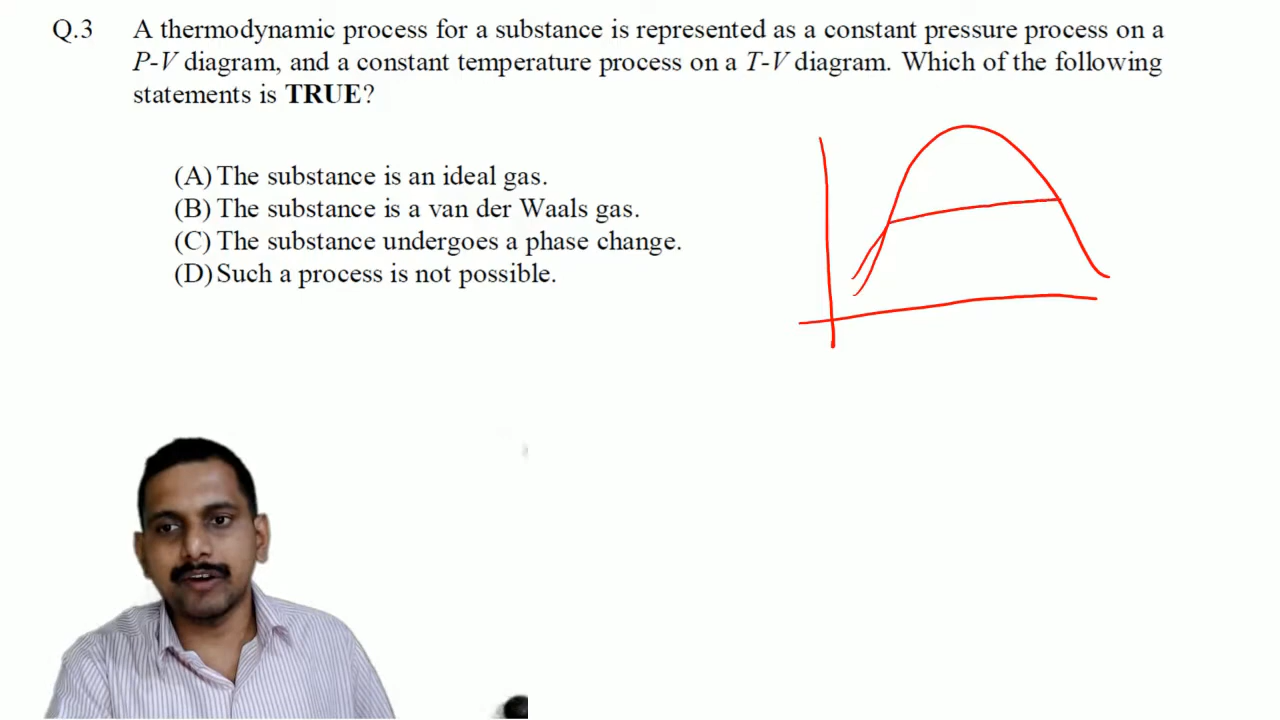 Q.3 A thermodynamic process for a substance is represented as a constant pressure process on a
P-V diagram, and a constant temperature process on a T-V diagram. Which of the following
statements is TRUE?
(A) The substance is an ideal gas.
(B) The substance is a van der Waals gas.
(C) The substance undergoes a phase change.
(D) Such a process is not possible.